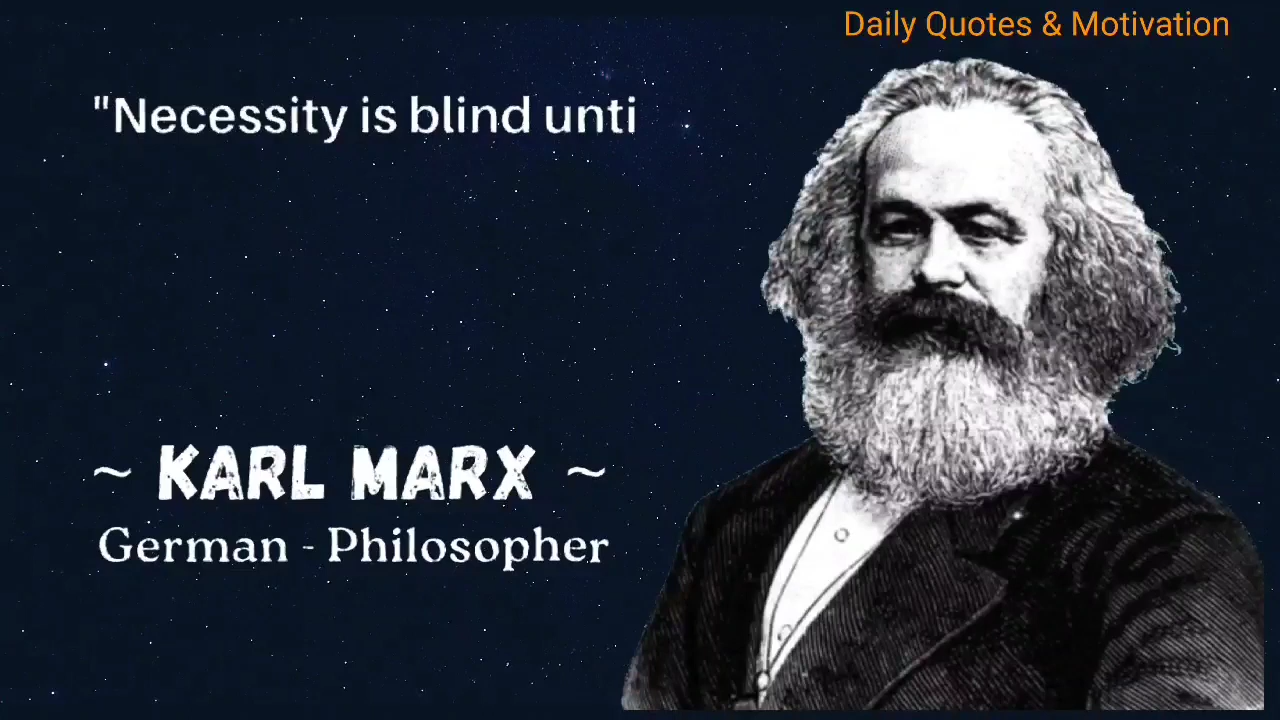 Daily Quotes & Motivation
"Necessity is blind unti
~ KARL MARX ~
German - Philosopher